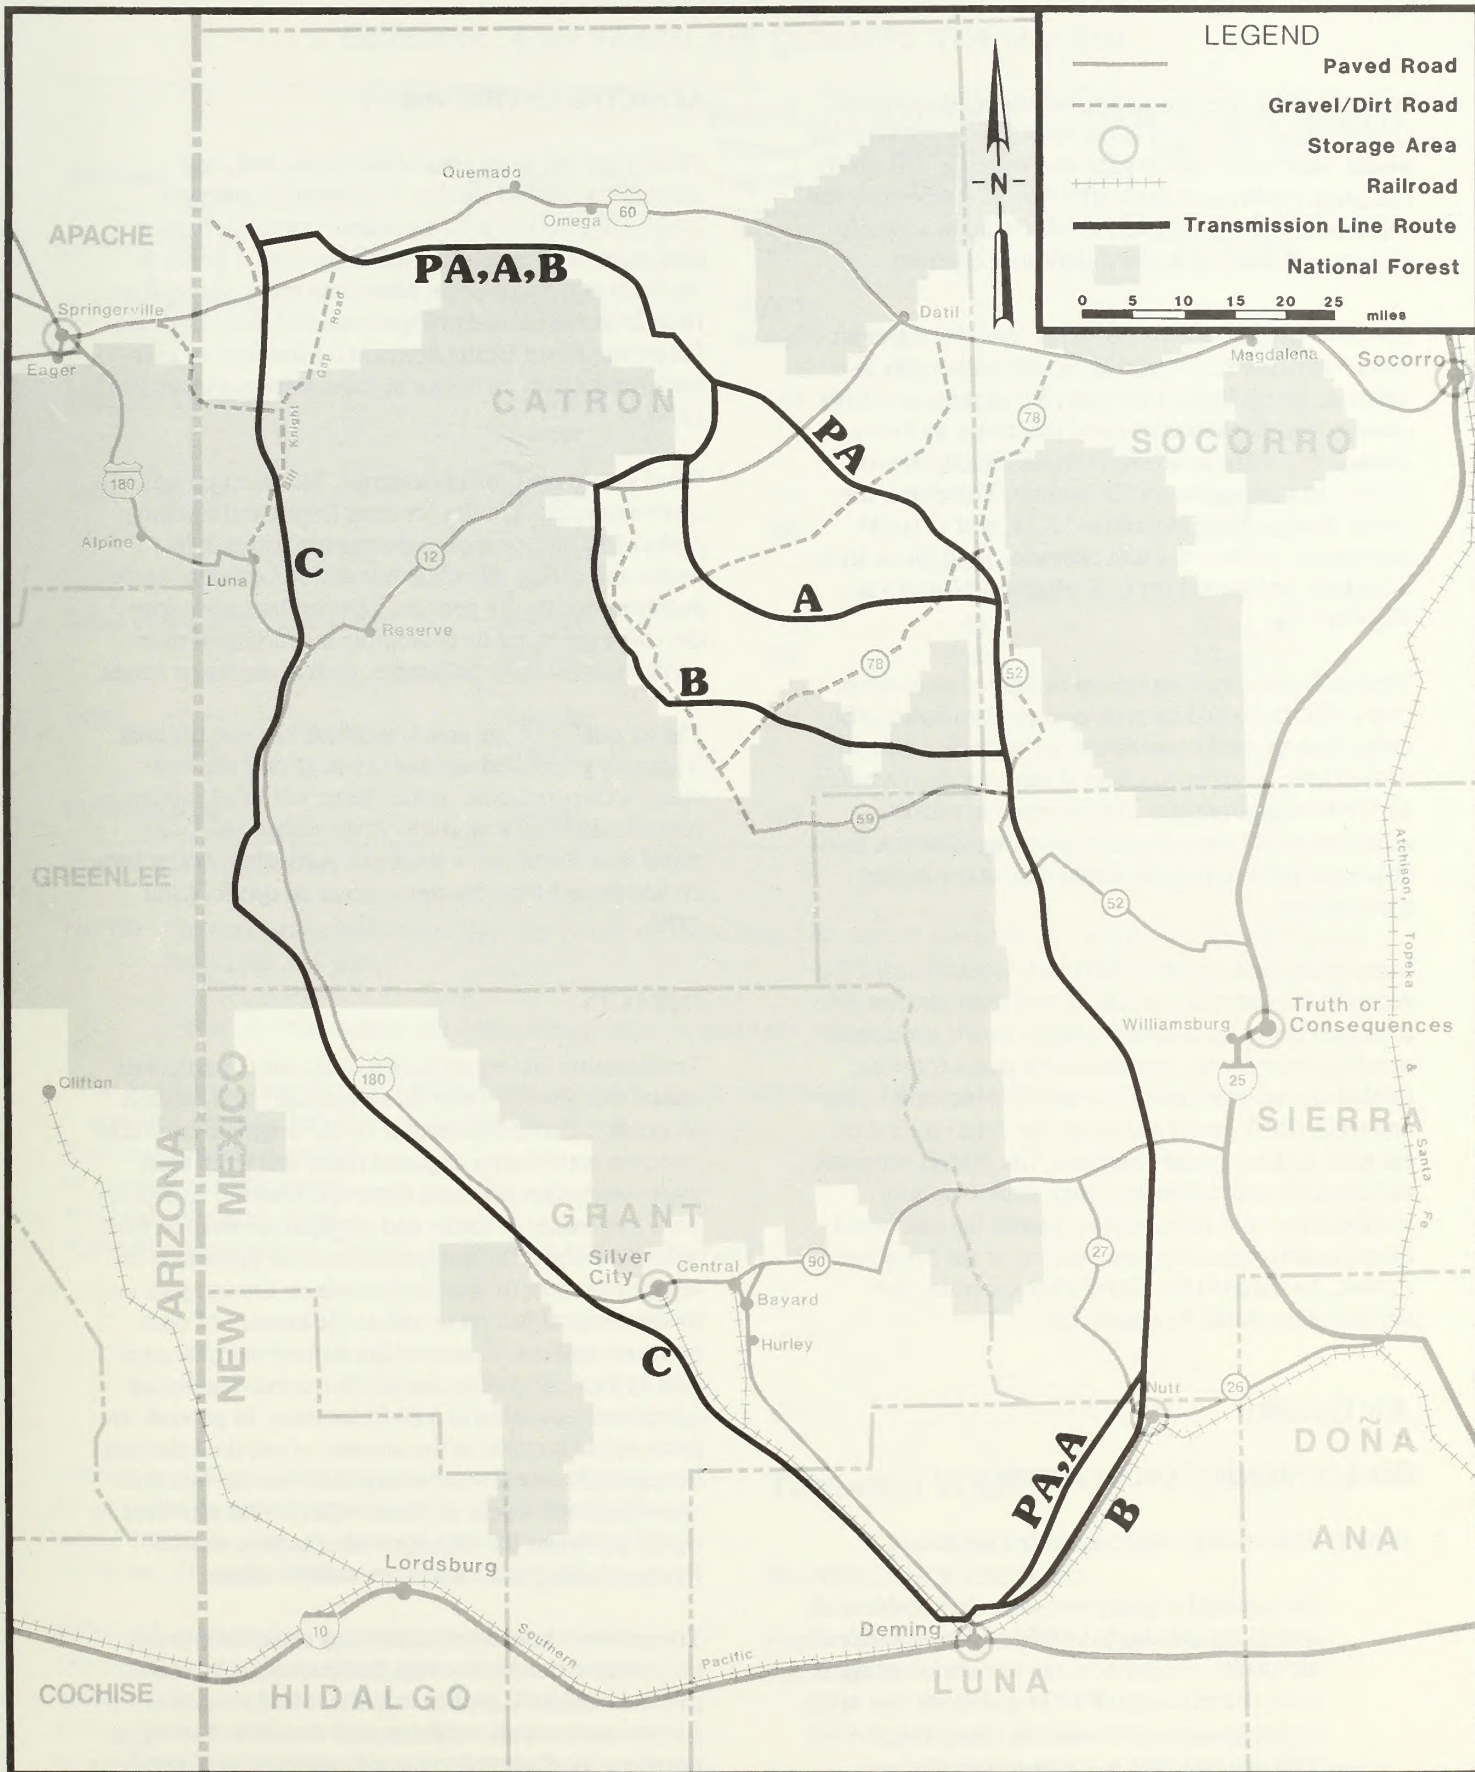 LEGEND
Paved Road
Gravel/Dirt Road
Storage Area
Railroad
Transmission Line Route
National Forest
0 5 10 15 20 25
miles
-N-
Quemado
Omega
60
APACHE
PA,A,B
Springerville
Eager
Bill Knight Gap Road
Datil
Magdalena
Socorro
CATRON
78
PA
SOCORRO
180
Alpine
Luna
C
12
Reserve
A
78
52
B
59
GREENLEE
52
Atchison, Topeka & Santa Fe
Williamsburg
Truth or
Consequences
25
180
Clifton
SIERRA
ARIZONA
NEW MEXICO
GRANT
Silver
City
Central
90
Bayard
Hurley
27
C
Nutt
26
DOÑA
ANA
PA,A
B
Lordsburg
10
Southern Pacific
Deming
LUNA
COCHISE
HIDALGO